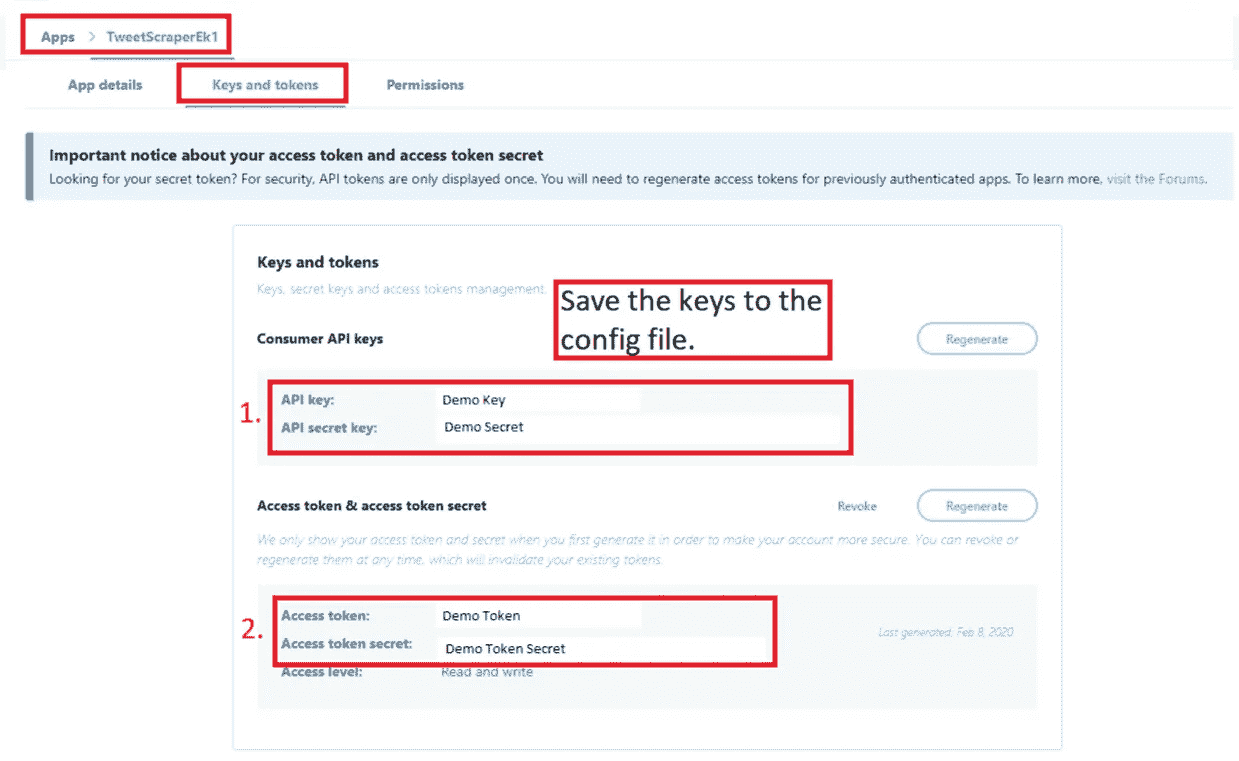 Apps > TweetScraperEk1
App details Keys and tokens Permissions
Important notice about your access token and access token secret
Looking for your secret token? For security, API tokens are only displayed once. You will need to regenerate access tokens for previously authenticated apps. To learn more, visit the Forums.
Keys and tokens
Keys, secret keys and access tokens management.
Save the keys to the
config file.
Consumer API keys Regenerate
1.
API key: Demo Key
API secret key: Demo Secret
Access token & access token secret Revoke Regenerate
We only show your access token and secret when you first generate it in order to make your account more secure. You can revoke or
regenerate them at any time, which will invalidate your existing tokens.
2.
Access token: Demo Token
Last generated: Feb 8, 2020
Access token secret: Demo Token Secret
Access level: Read and write